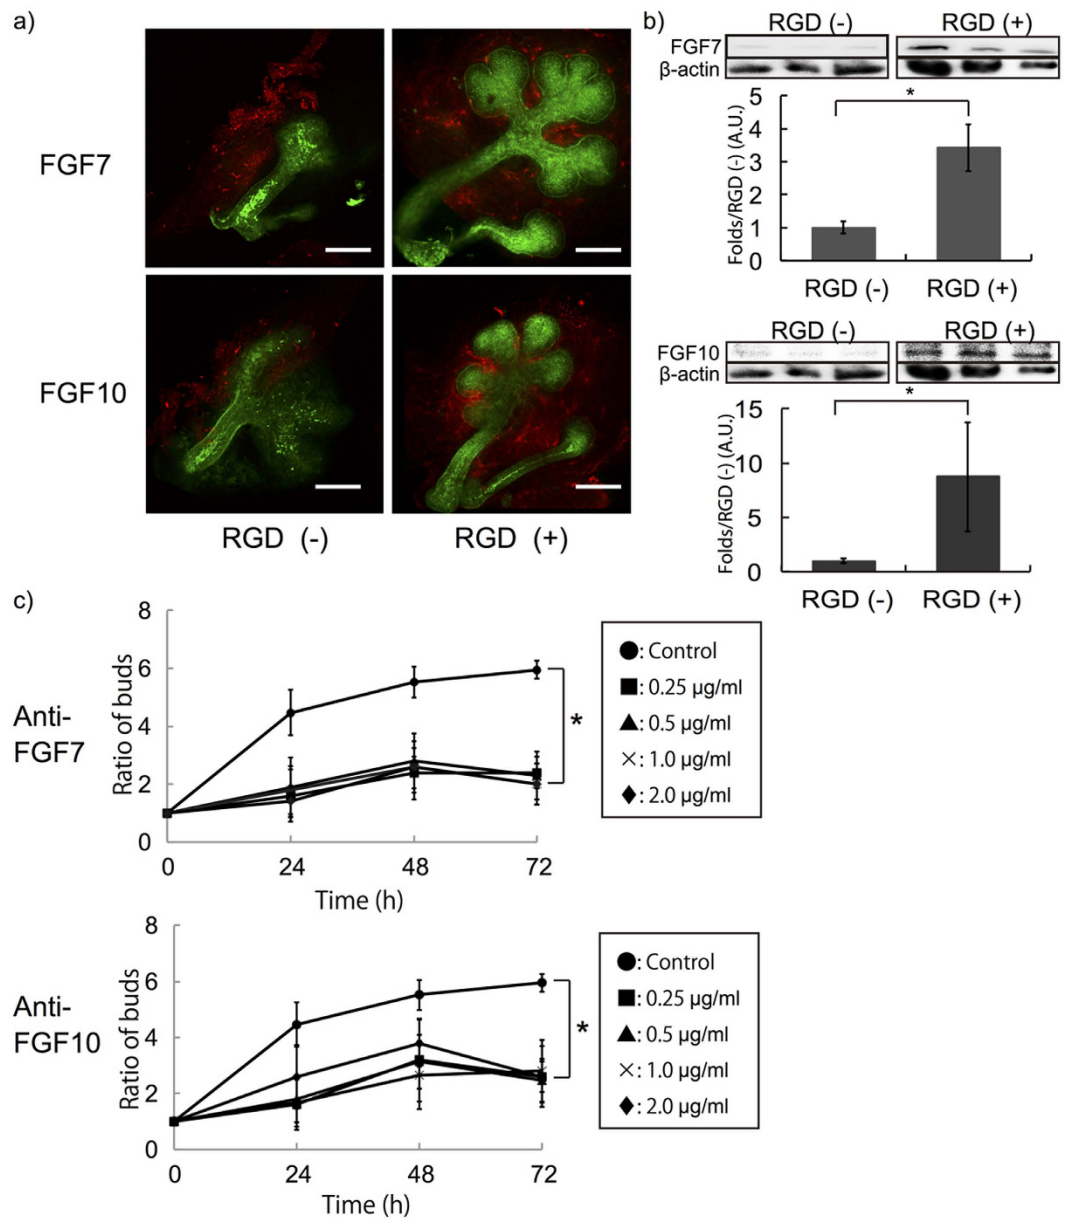 a)
FGF7
FGF10
RGD (-)
RGD (+)
b)
RGD (-)
RGD (+)
FGF7
β-actin
*
Folds/RGD (-) (A.U.)
5
4
3
2
1
0
RGD (-)
RGD (+)
RGD (-)
RGD (+)
FGF10
β-actin
*
Folds/RGD (-) (A.U.)
15
10
5
0
RGD (-)
RGD (+)
c)
Anti-
FGF7
Ratio of buds
8
6
4
2
0
0
24
48
72
Time (h)
*
: Control
: 0.25 μg/ml
: 0.5 μg/ml
: 1.0 μg/ml
: 2.0 μg/ml
Anti-
FGF10
Ratio of buds
8
6
4
2
0
0
24
48
72
Time (h)
*
: Control
: 0.25 μg/ml
: 0.5 μg/ml
: 1.0 μg/ml
: 2.0 μg/ml